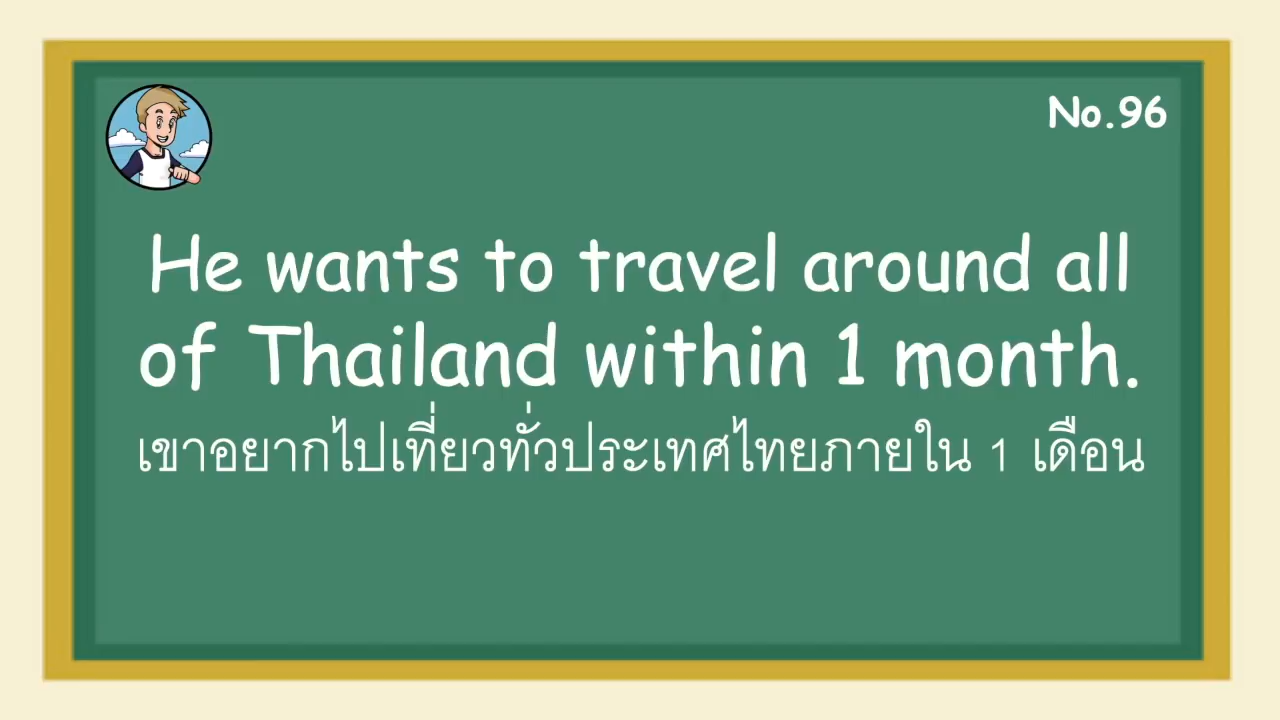 No.96
He wants to travel around all
of Thailand within 1 month.
เขาอยากไปเที่ยวทั่วประเทศไทยภายใน 1 เดือน